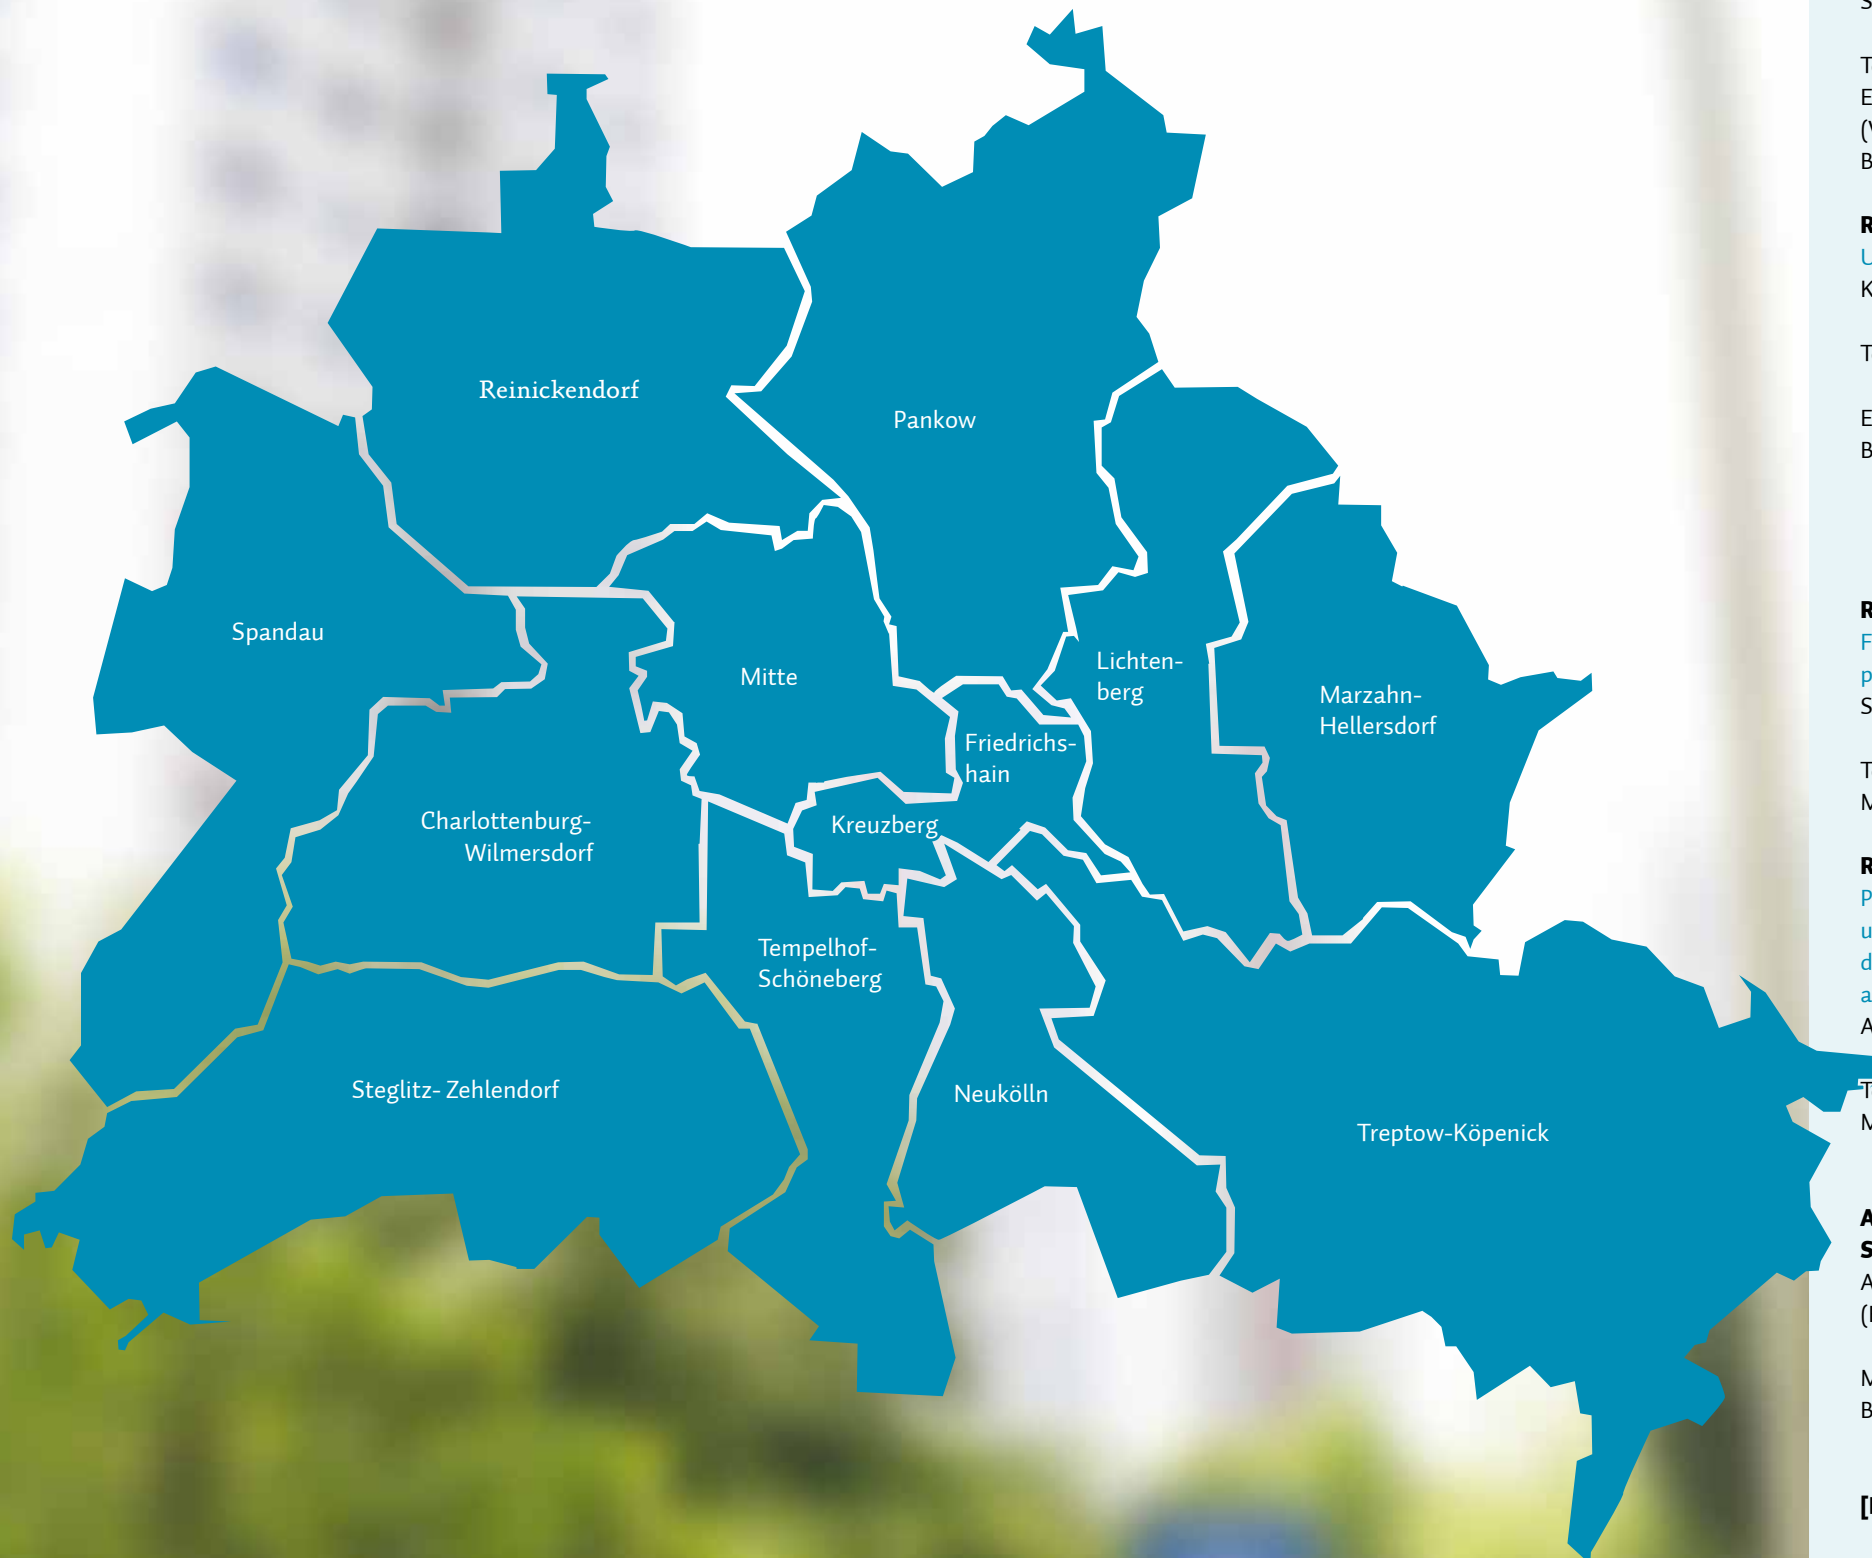 Reinickendorf
Pankow
Spandau
Mitte
Lichten-
berg
Marzahn-
Hellersdorf
Friedrichs-
hain
Charlottenburg-
Wilmersdorf
Kreuzberg
Tempelhof-
Schöneberg
Steglitz- Zehlendorf
Neukölln
Treptow-Köpenick